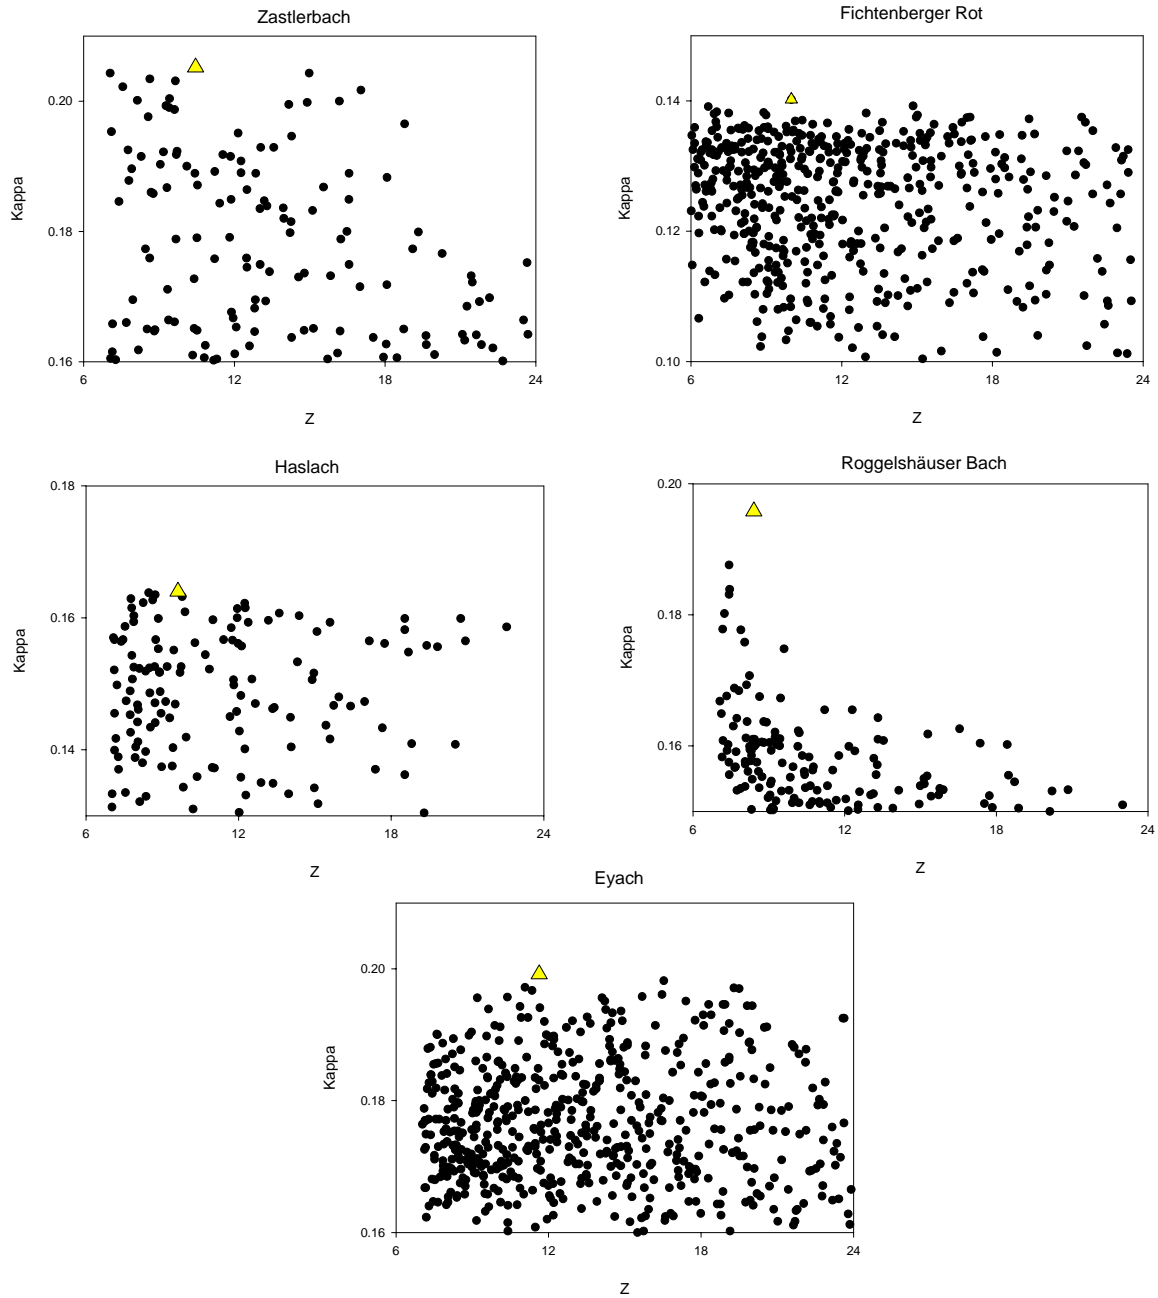 Zastlerbach
Kappa
0.20
0.18
0.16
6 12 18 24
Z
Fichtenberger Rot
Kappa
0.14
0.12
0.10
6 12 18 24
Z
Haslach
Kappa
0.18
0.16
0.14
6 12 18 24
Z
Roggelshäuser Bach
Kappa
0.20
0.18
0.16
6 12 18 24
Z
Eyach
Kappa
0.20
0.18
0.16
6 12 18 24
Z